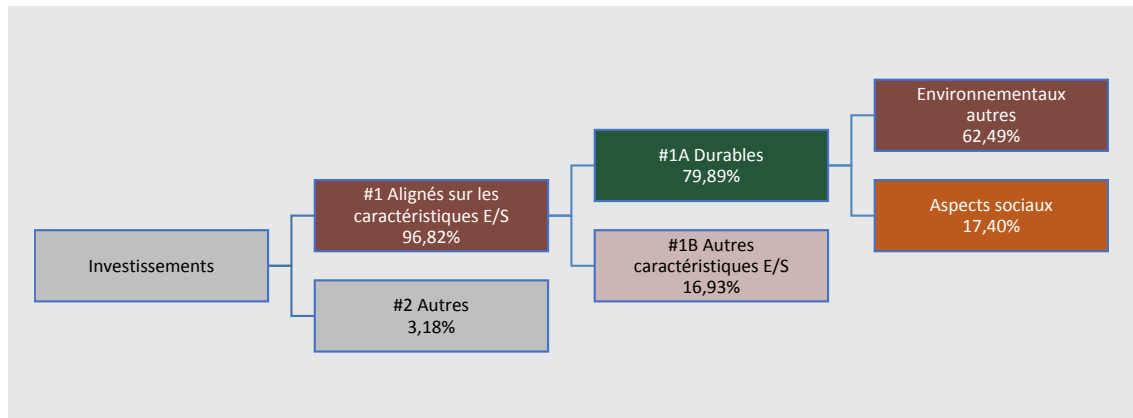 Investissements
#1 Alignés sur les
caractéristiques E/S
96,82%
#2 Autres
3,18%
#1A Durables
79,89%
#1B Autres
caractéristiques E/S
16,93%
Environnementaux
autres
62,49%
Aspects sociaux
17,40%